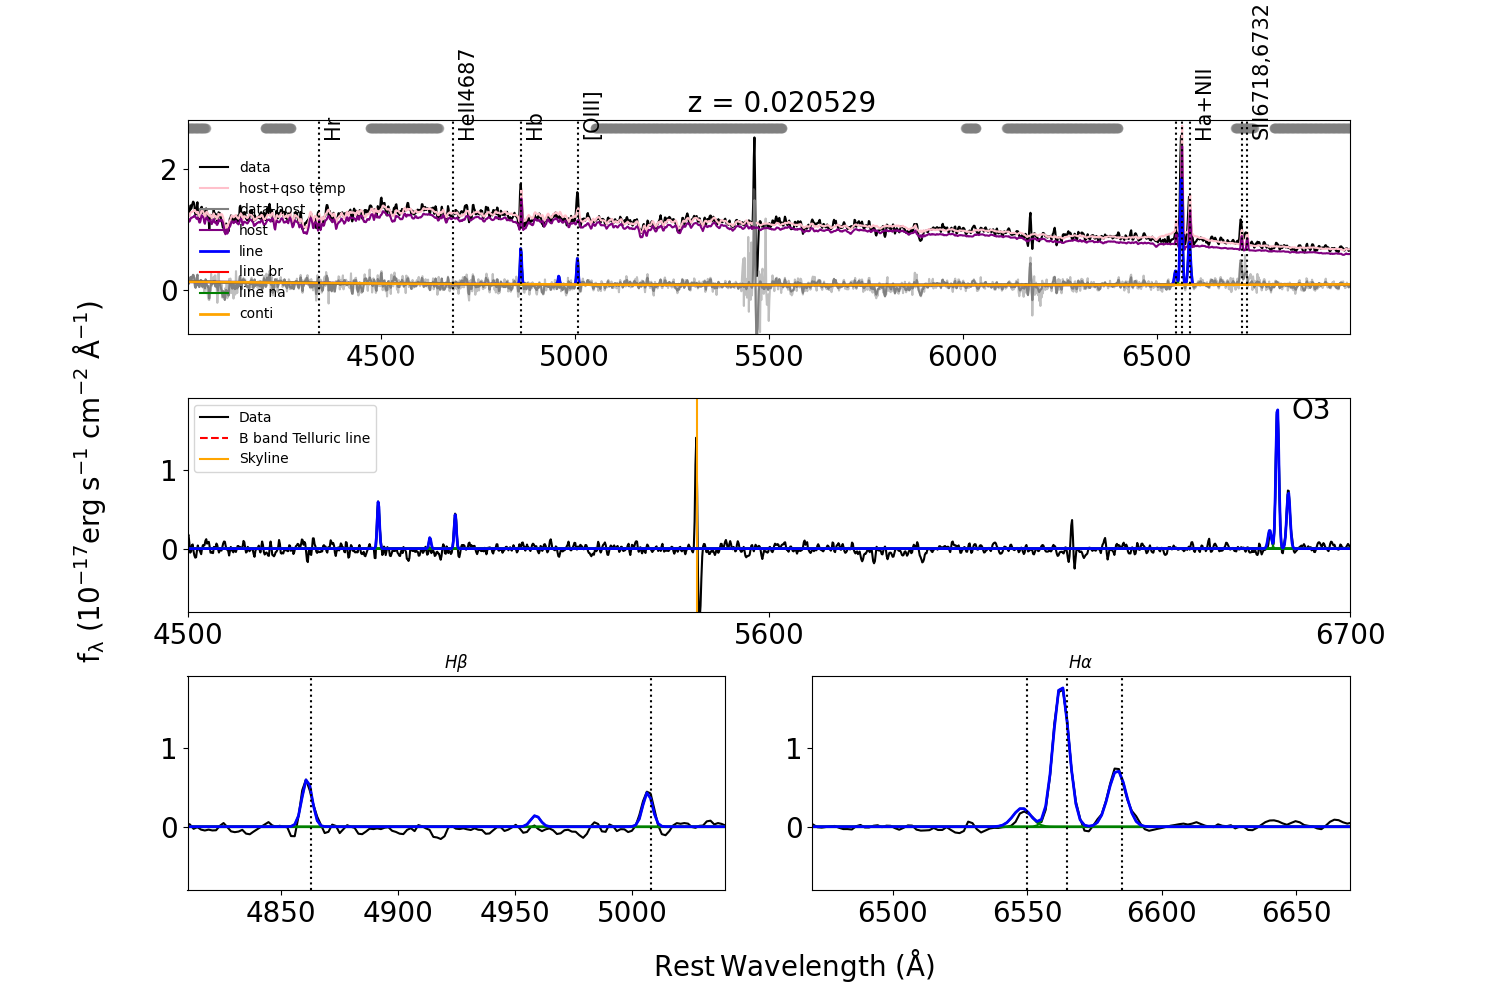 z = 0.020529
Hr
HeII4687
Hb
[OIII]
Ha+NII
SII6718,6732
data
host+qso temp
data-host
host
line
line br
line na
conti
2
0
4500 5000 5500 6000 6500
Data
B band Telluric line
Skyline
O3
1
0
4500 5600 6700
fλ (10⁻¹⁷erg s⁻¹ cm⁻² Å⁻¹)
Hβ
1
0
4850 4900 4950 5000
Hα
1
0
6500 6550 6600 6650
Rest Wavelength (Å)